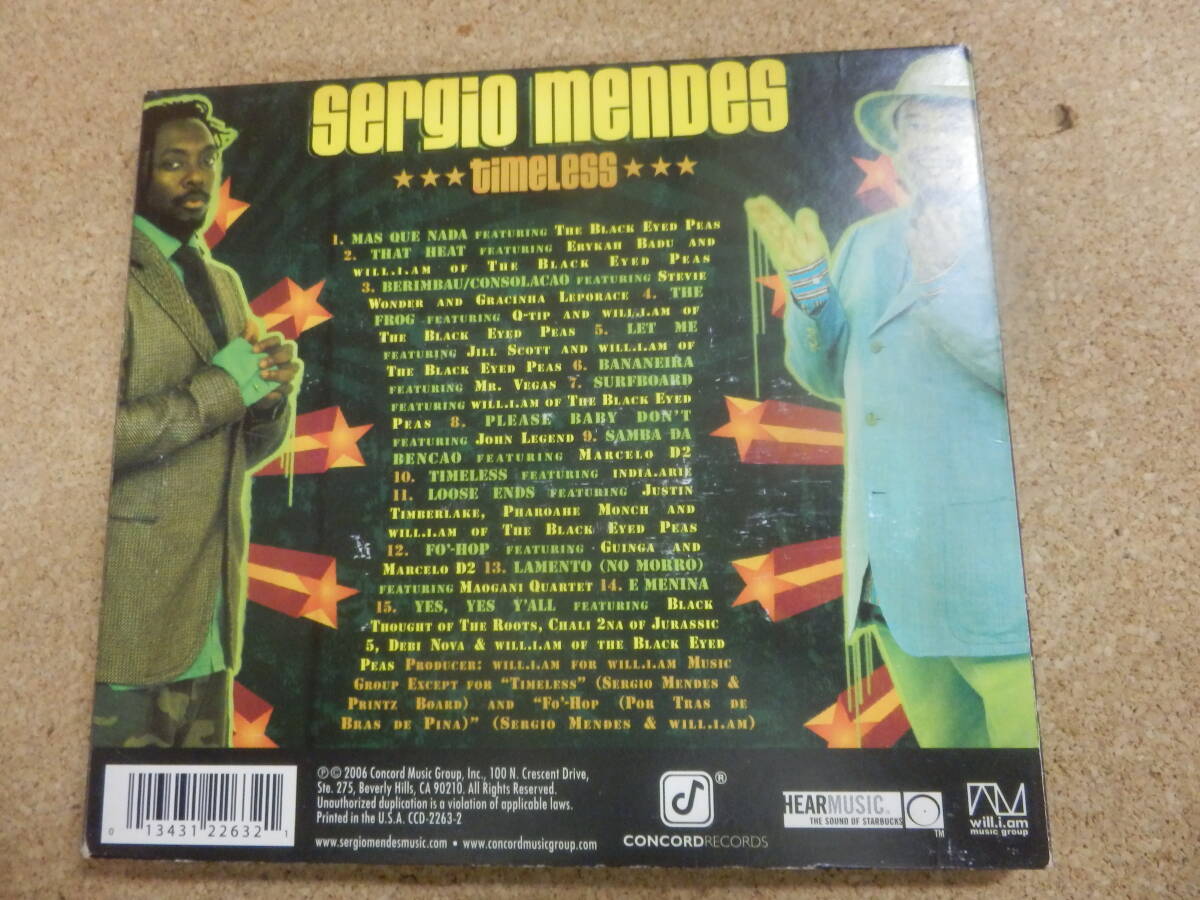 sergio mendes
timeless
1. MAS QUE NADA FEATURING THE BLACK EYED PEAS
2. THAT HEAT FEATURING ERYKAH BADU AND
WILL.I.AM OF THE BLACK EYED PEAS
3. BERIMBAU/CONSOLACAO FEATURING STEVIE
WONDER AND GRACINHA LEPORACE 4. THE
FROG FEATURING Q-TIP AND WILL.I.AM OF
THE BLACK EYED PEAS 5. LET ME
FEATURING JILL SCOTT AND WILL.I.AM OF
THE BLACK EYED PEAS 6. BANANEIRA
FEATURING MR. VEGAS 7. SURFBOARD
FEATURING WILL.I.AM OF THE BLACK EYED
PEAS 8. PLEASE BABY DON'T
FEATURING JOHN LEGEND 9. SAMBA DA
BENCAO FEATURING MARCELO D2
10. TIMELESS FEATURING INDIA.ARIE
11. LOOSE ENDS FEATURING JUSTIN
TIMBERLAKE, PHAROAHE MONCH AND
WILL.I.AM OF THE BLACK EYED PEAS
12. FO'-HOP FEATURING GUINGA AND
MARCELO D2 13. LAMENTO (NO MORRO)
FEATURING MAOGANI QUARTET 14. E MENINA
15. YES, YES Y'ALL FEATURING BLACK
THOUGHT OF THE ROOTS, CHALI 2NA OF JURASSIC
5, DEBI NOVA & WILL.I.AM OF THE BLACK EYED
PEAS PRODUCER: WILL.I.AM FOR WILL.I.AM MUSIC
GROUP EXCEPT FOR "TIMELESS" (SERGIO MENDES &
PRINTZ BOARD) AND "FO'-HOP (POR TRAS DE
BRAS DE PINA)" (SERGIO MENDES & WILL.I.AM)
0 13431 22632 1
℗© 2006 Concord Music Group, Inc., 100 N. Crescent Drive,
Ste. 275, Beverly Hills, CA 90210. All Rights Reserved.
Unauthorized duplication is a violation of applicable laws.
Printed in the U.S.A. CCD-2263-2
www.sergiomendesmusic.com • www.concordmusicgroup.com
®
CONCORDRECORDS
HEARMUSIC™
THE SOUND OF STARBUCKS
TM
will.i.am
music group